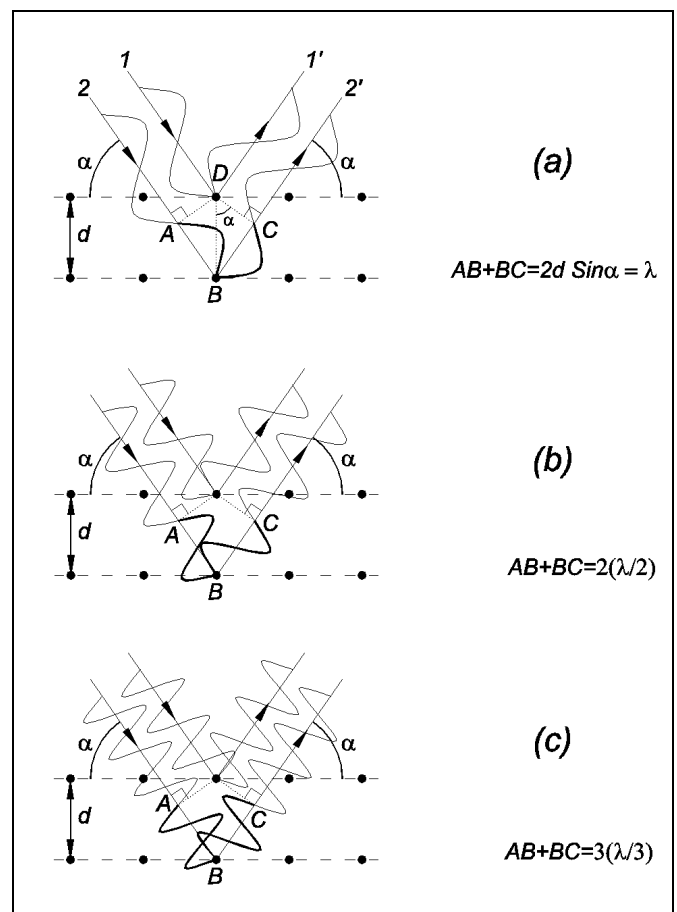 1 1'
2 2'
α D α
(a)
d A α C
AB+BC=2d Sinα = λ
B
α α
(b)
d A C
AB+BC=2(λ/2)
B
α α
(c)
A C
d
AB+BC=3(λ/3)
B